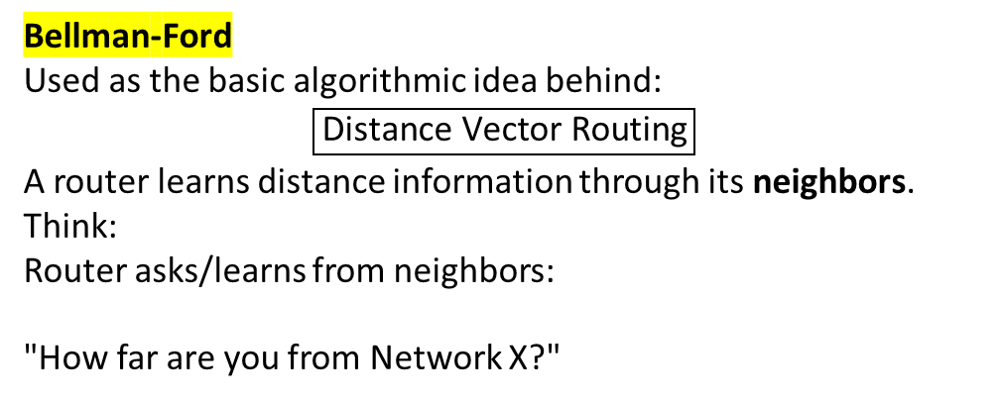 Bellman-Ford
Used as the basic algorithmic idea behind:
Distance Vector Routing
A router learns distance information through its neighbors.
Think:
Router asks/learns from neighbors:
"How far are you from Network X?"